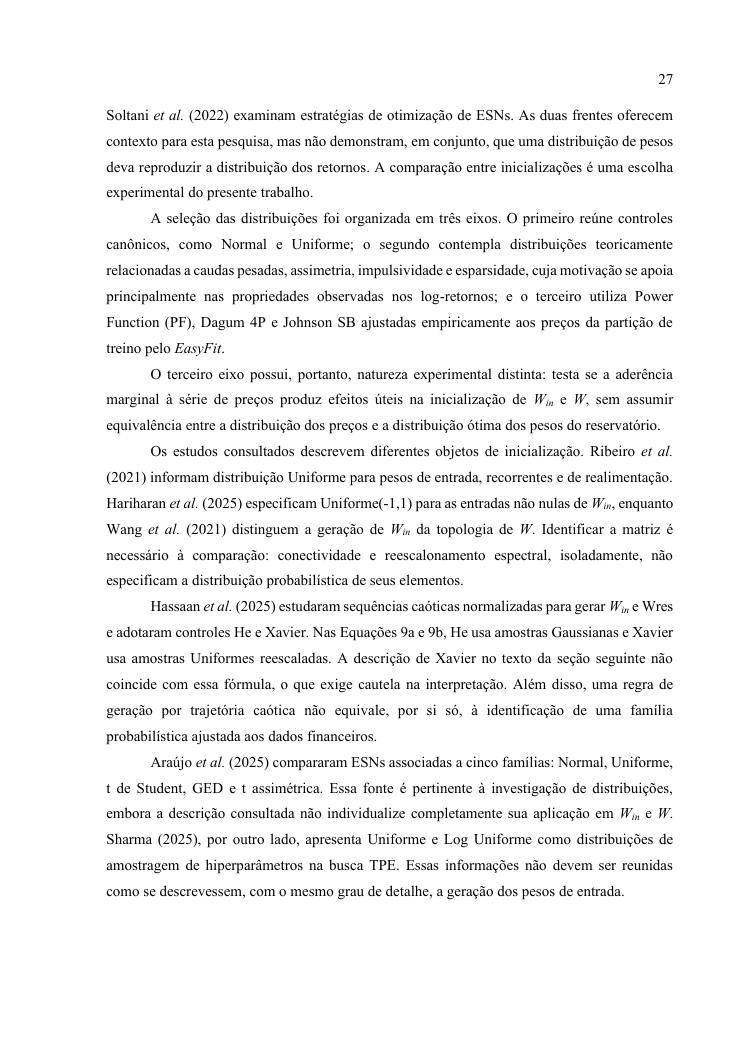 27
Soltani et al. (2022) examinam estratégias de otimização de ESNs. As duas frentes oferecem
contexto para esta pesquisa, mas não demonstram, em conjunto, que uma distribuição de pesos
deva reproduzir a distribuição dos retornos. A comparação entre inicializações é uma escolha
experimental do presente trabalho.
A seleção das distribuições foi organizada em três eixos. O primeiro reúne controles
canônicos, como Normal e Uniforme; o segundo contempla distribuições teoricamente
relacionadas a caudas pesadas, assimetria, impulsividade e esparsidade, cuja motivação se apoia
principalmente nas propriedades observadas nos log-retornos; e o terceiro utiliza Power
Function (PF), Dagum 4P e Johnson SB ajustadas empiricamente aos preços da partição de
treino pelo EasyFit.
O terceiro eixo possui, portanto, natureza experimental distinta: testa se a aderência
marginal à série de preços produz efeitos úteis na inicialização de Win e W, sem assumir
equivalência entre a distribuição dos preços e a distribuição ótima dos pesos do reservatório.
Os estudos consultados descrevem diferentes objetos de inicialização. Ribeiro et al.
(2021) informam distribuição Uniforme para pesos de entrada, recorrentes e de realimentação.
Hariharan et al. (2025) especificam Uniforme(-1,1) para as entradas não nulas de Win, enquanto
Wang et al. (2021) distinguem a geração de Win da topologia de W. Identificar a matriz é
necessário à comparação: conectividade e reescalonamento espectral, isoladamente, não
especificam a distribuição probabilística de seus elementos.
Hassaan et al. (2025) estudaram sequências caóticas normalizadas para gerar Win e Wres
e adotaram controles He e Xavier. Nas Equações 9a e 9b, He usa amostras Gaussianas e Xavier
usa amostras Uniformes reescaladas. A descrição de Xavier no texto da seção seguinte não
coincide com essa fórmula, o que exige cautela na interpretação. Além disso, uma regra de
geração por trajetória caótica não equivale, por si só, à identificação de uma família
probabilística ajustada aos dados financeiros.
Araújo et al. (2025) compararam ESNs associadas a cinco famílias: Normal, Uniforme,
t de Student, GED e t assimétrica. Essa fonte é pertinente à investigação de distribuições,
embora a descrição consultada não individualize completamente sua aplicação em Win e W.
Sharma (2025), por outro lado, apresenta Uniforme e Log Uniforme como distribuições de
amostragem de hiperparâmetros na busca TPE. Essas informações não devem ser reunidas
como se descrevessem, com o mesmo grau de detalhe, a geração dos pesos de entrada.